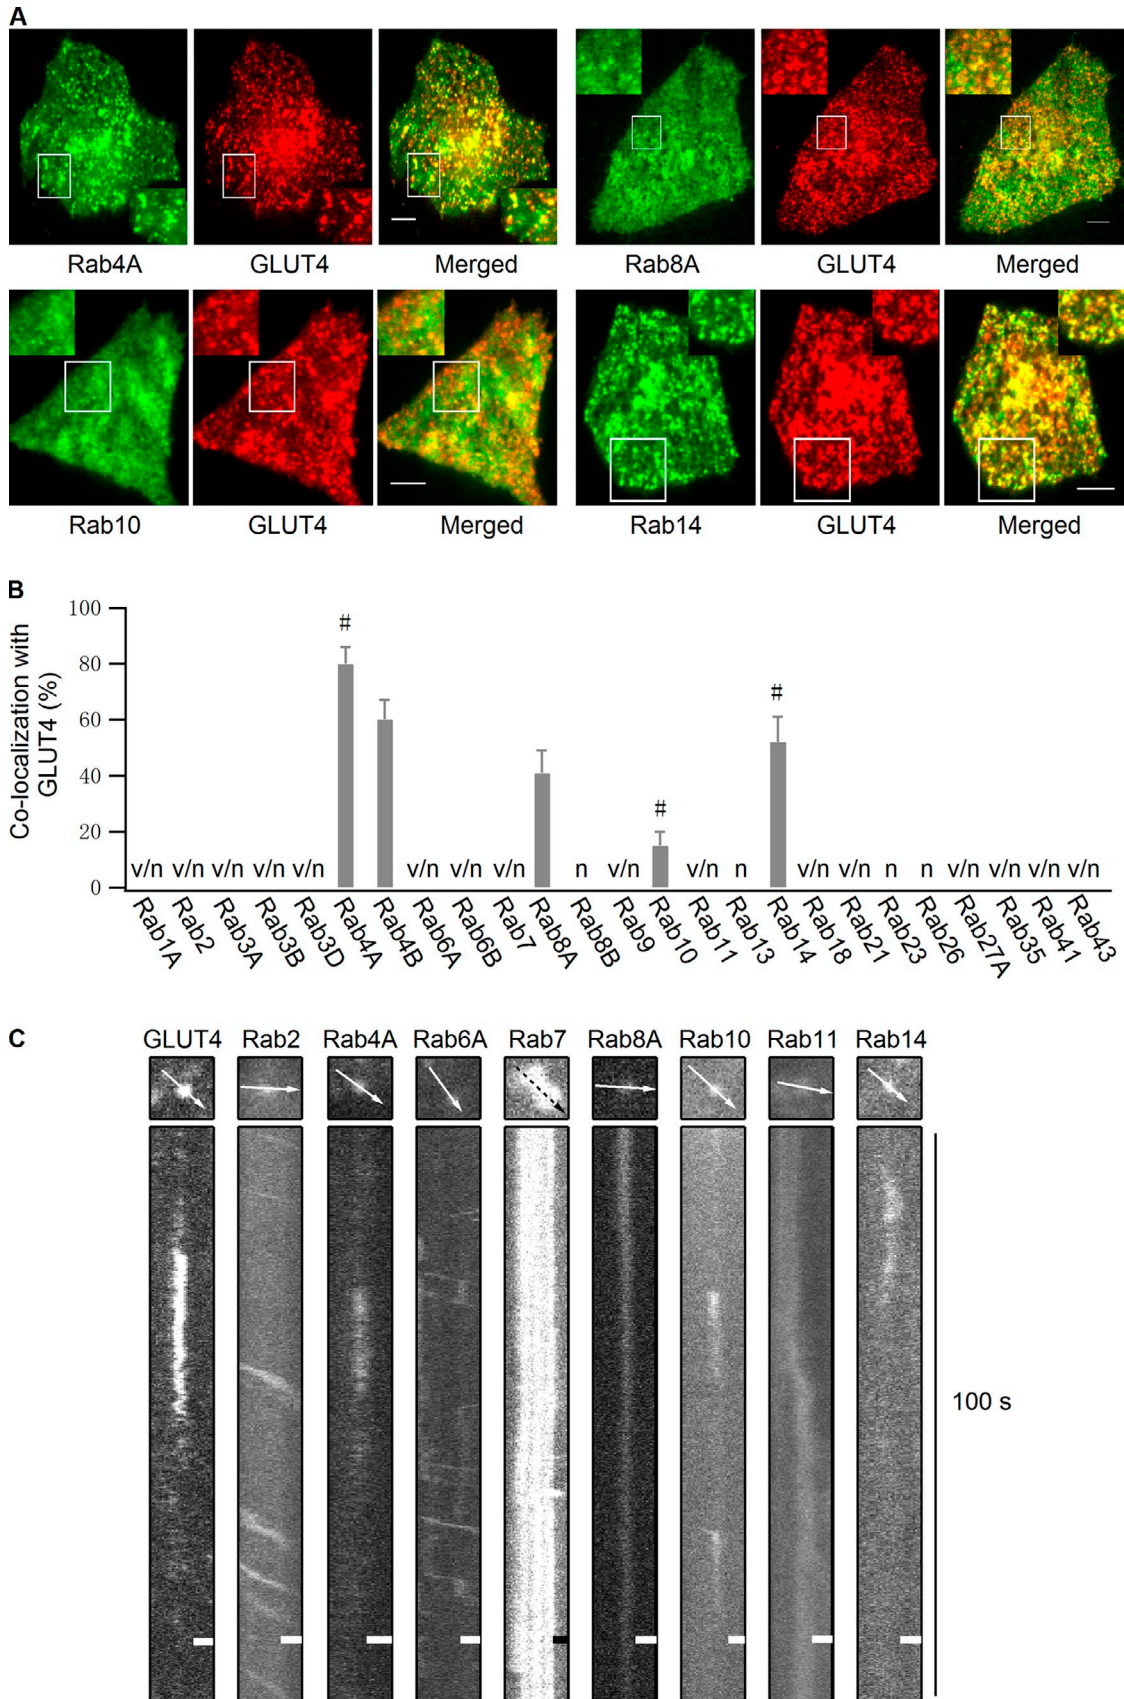 A
Rab4A GLUT4 Merged Rab8A GLUT4 Merged
Rab10 GLUT4 Merged Rab14 GLUT4 Merged
B
Co-localization with
GLUT4 (%)
100
80
60
40
20
0
# # #
v/n v/n v/n v/n v/n v/n v/n v/n n v/n v/n n v/n v/n n n v/n v/n v/n v/n
Rab1A Rab2 Rab3A Rab3B Rab3D Rab4A Rab4B Rab6A Rab6B Rab7 Rab8A Rab8B Rab9 Rab10 Rab11 Rab13 Rab14 Rab18 Rab21 Rab23 Rab26 Rab27A Rab35 Rab41 Rab43
C
GLUT4 Rab2 Rab4A Rab6A Rab7 Rab8A Rab10 Rab11 Rab14
100 s